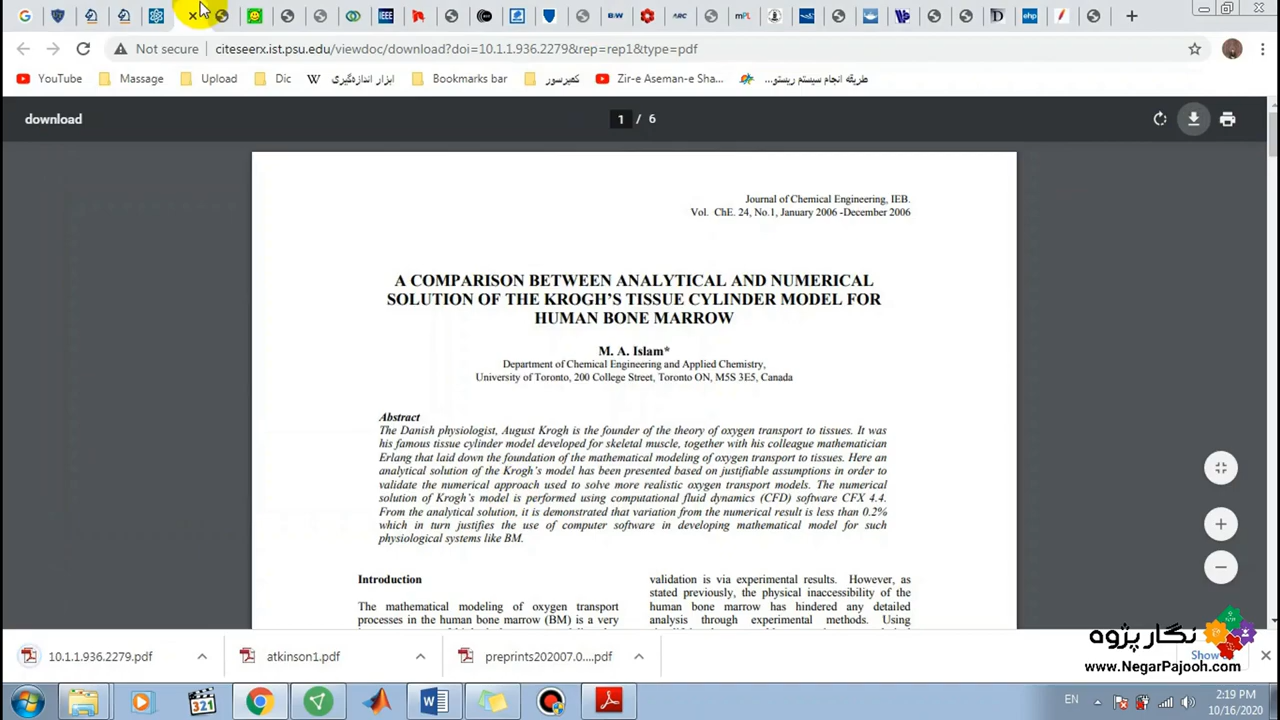 IEEE
B/W
ARC
mPL
D
ehp
Not secure
citeseerx.ist.psu.edu/viewdoc/download?doi=10.1.1.936.2279&rep=rep1&type=pdf
YouTube
Massage
Upload
Dic
W ابزار اندازه‌گیری
Bookmarks bar
کمپرسور
Zir-e Aseman-e Sha...
طریقه انجام سیستم ریستو...
download
1 / 6
Journal of Chemical Engineering, IEB.
Vol. ChE. 24, No.1, January 2006 -December 2006
A COMPARISON BETWEEN ANALYTICAL AND NUMERICAL
SOLUTION OF THE KROGH'S TISSUE CYLINDER MODEL FOR
HUMAN BONE MARROW
M. A. Islam*
Department of Chemical Engineering and Applied Chemistry,
University of Toronto, 200 College Street, Toronto ON, M5S 3E5, Canada
Abstract
The Danish physiologist, August Krogh is the founder of the theory of oxygen transport to tissues. It was
his famous tissue cylinder model developed for skeletal muscle, together with his colleague mathematician
Erlang that laid down the foundation of the mathematical modeling of oxygen transport to tissues. Here an
analytical solution of the Krogh's model has been presented based on justifiable assumptions in order to
validate the numerical approach used to solve more realistic oxygen transport models. The numerical
solution of Krogh's model is performed using computational fluid dynamics (CFD) software CFX 4.4.
From the analytical solution, it is demonstrated that variation from the numerical result is less than 0.2%
which in turn justifies the use of computer software in developing mathematical model for such
physiological systems like BM.
Introduction
The mathematical modeling of oxygen transport
processes in the human bone marrow (BM) is a very
validation is via experimental results. However, as
stated previously, the physical inaccessibility of the
human bone marrow has hindered any detailed
analysis through experimental methods. Using
10.1.1.936.2279.pdf
atkinson1.pdf
preprints202007.0....pdf
Show
نگار پژوه
www.NegarPajooh.com
321
W
EN
2:19 PM
10/16/2020